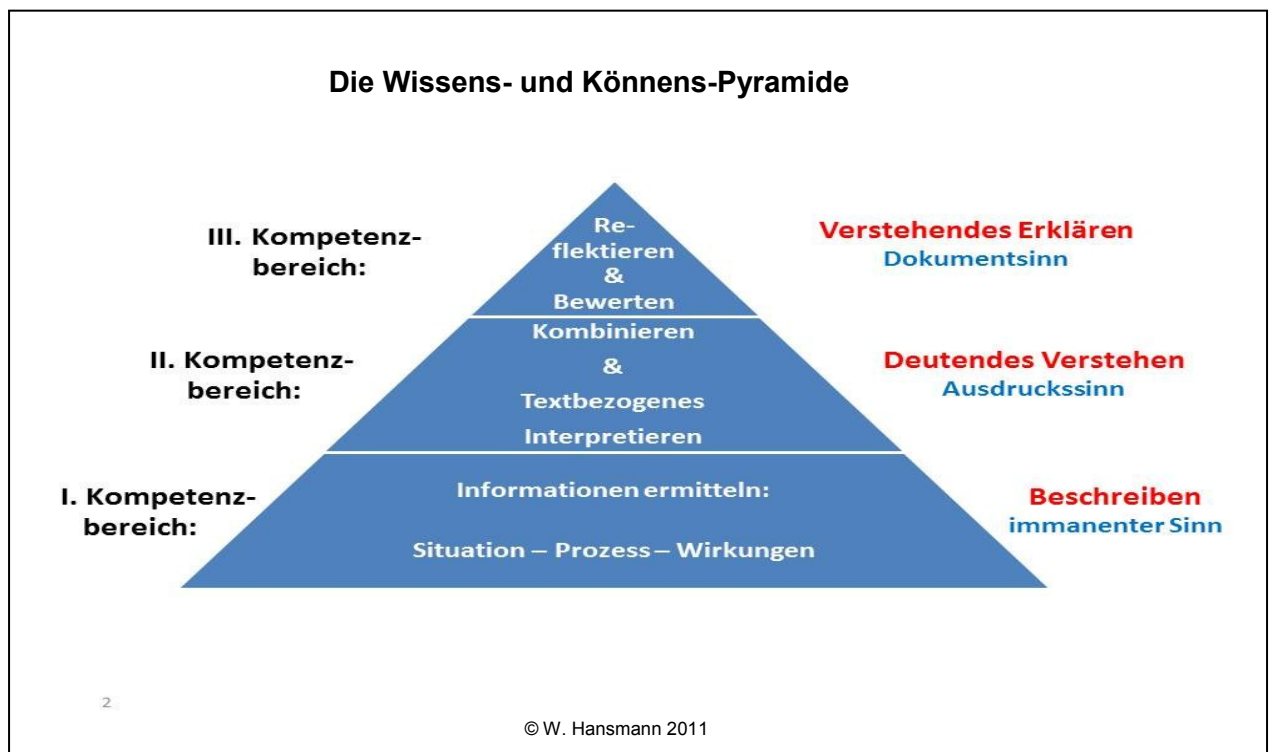 Die Wissens- und Könnens-Pyramide
III. Kompetenz-
bereich:
Re-
flektieren
&
Bewerten
Verstehendes Erklären
Dokumentsinn
II. Kompetenz-
bereich:
Kombinieren
&
Textbezogenes
Interpretieren
Deutendes Verstehen
Ausdruckssinn
I. Kompetenz-
bereich:
Informationen ermitteln:
Situation – Prozess – Wirkungen
Beschreiben
immanenter Sinn
2
© W. Hansmann 2011